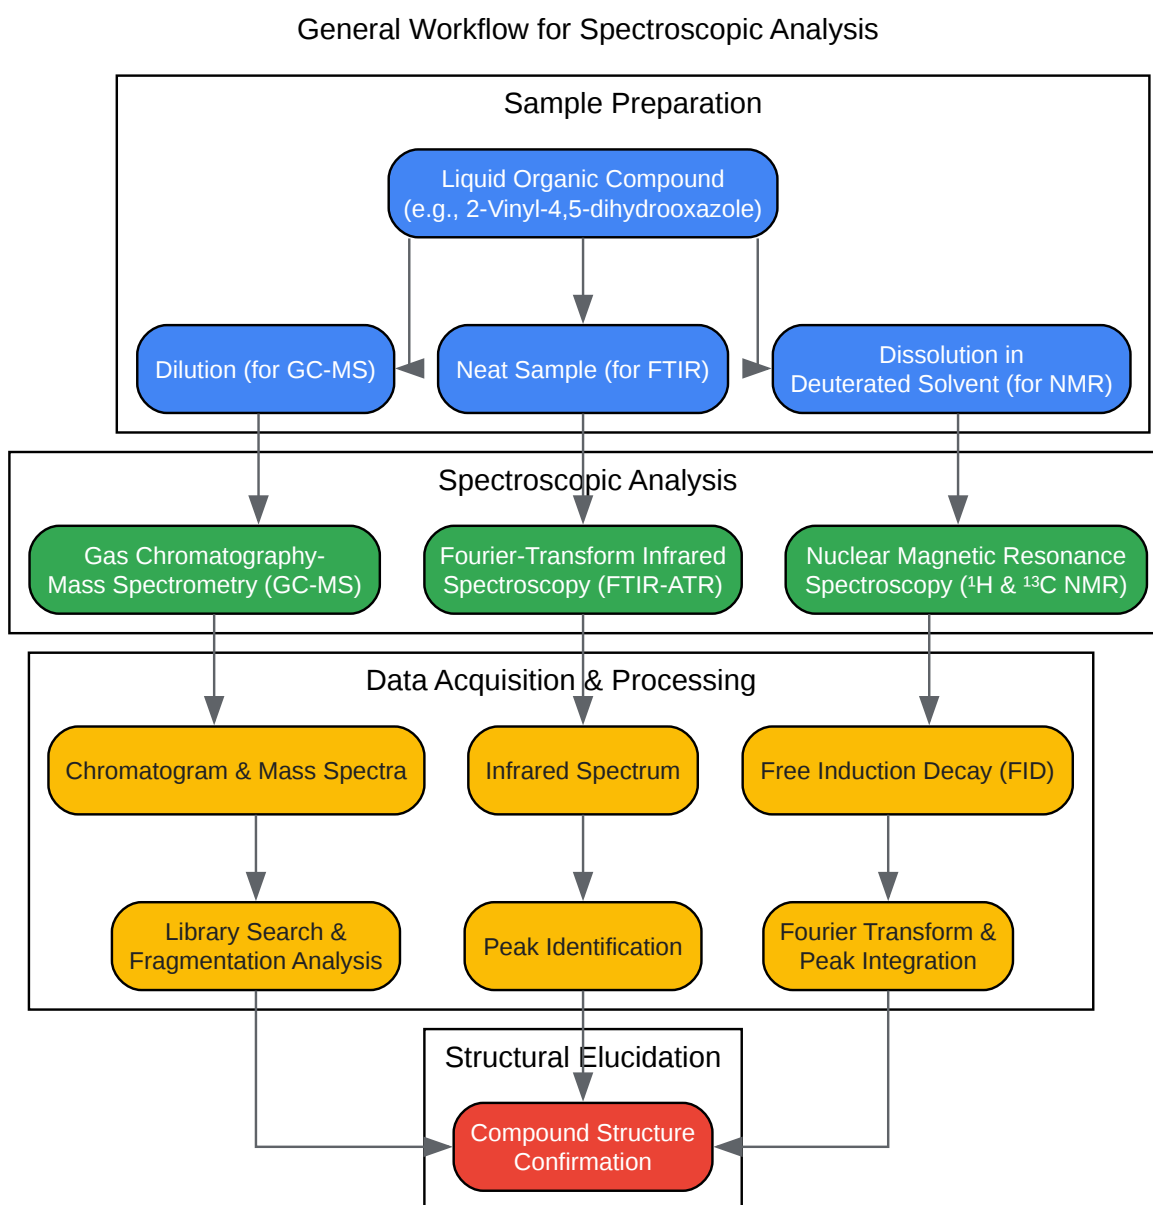 General Workflow for Spectroscopic Analysis
Sample Preparation
Liquid Organic Compound
(e.g., 2-Vinyl-4,5-dihydrooxazole)
Dilution (for GC-MS)
Neat Sample (for FTIR)
Dissolution in
Deuterated Solvent (for NMR)
Spectroscopic Analysis
Gas Chromatography-
Mass Spectrometry (GC-MS)
Fourier-Transform Infrared
Spectroscopy (FTIR-ATR)
Nuclear Magnetic Resonance
Spectroscopy (¹H & ¹³C NMR)
Data Acquisition & Processing
Chromatogram & Mass Spectra
Infrared Spectrum
Free Induction Decay (FID)
Library Search &
Fragmentation Analysis
Peak Identification
Fourier Transform &
Peak Integration
Structural Elucidation
Compound Structure
Confirmation